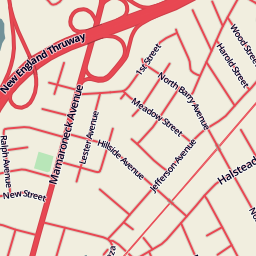 New England Thruway
1st Street
Wood Street
Harold Street
North Barry Avenue
Meadow Street
Mamaroneck Avenue
Lester Avenue
Hillside Avenue
Jefferson Avenue
Ralph Avenue
New Street
Halstead